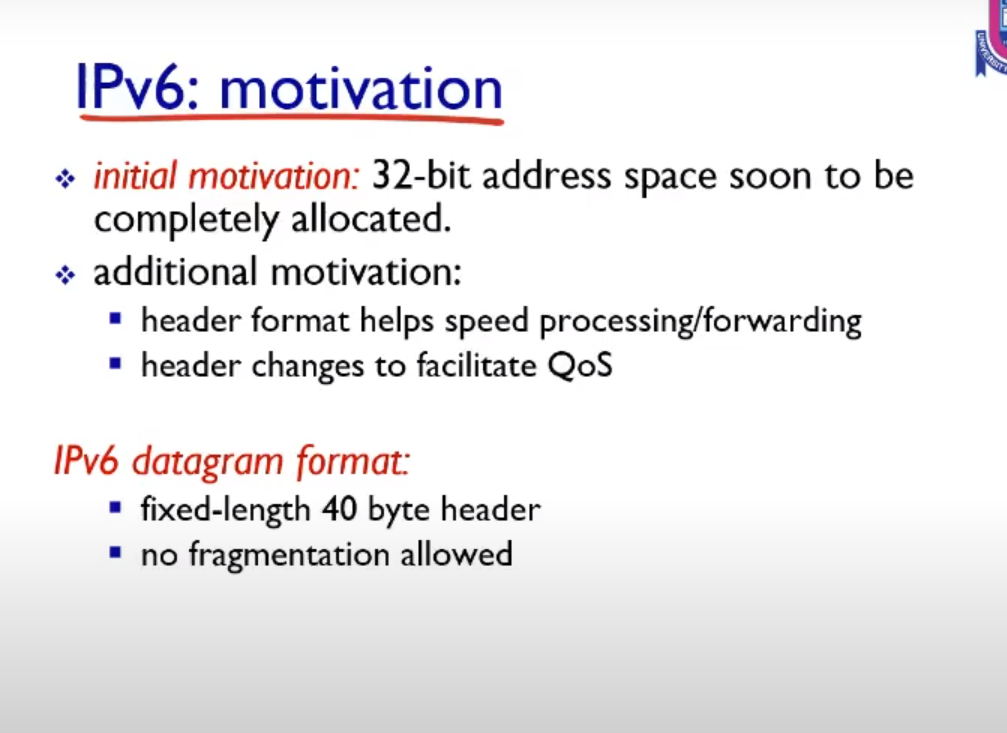 IPv6: motivation
❖ initial motivation: 32-bit address space soon to be
completely allocated.
❖ additional motivation:
▪ header format helps speed processing/forwarding
▪ header changes to facilitate QoS
IPv6 datagram format:
▪ fixed-length 40 byte header
▪ no fragmentation allowed